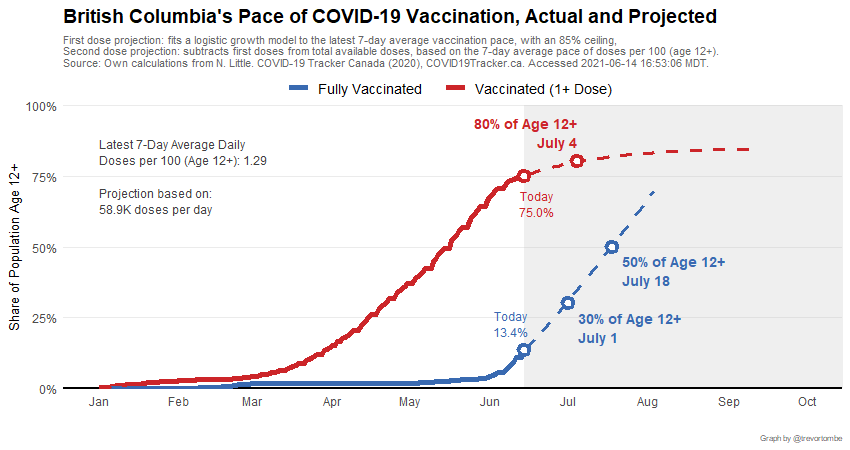 British Columbia's Pace of COVID-19 Vaccination, Actual and Projected
First dose projection: fits a logistic growth model to the latest 7-day average vaccination pace, with an 85% ceiling,
Second dose projection: subtracts first doses from total available doses, based on the 7-day average pace of doses per 100 (age 12+).
Source: Own calculations from N. Little. COVID-19 Tracker Canada (2020), COVID19Tracker.ca. Accessed 2021-06-14 16:53:06 MDT.
Fully Vaccinated
Vaccinated (1+ Dose)
Share of Population Age 12+
100%
75%
50%
25%
0%
Latest 7-Day Average Daily
Doses per 100 (Age 12+): 1.29
Projection based on:
58.9K doses per day
80% of Age 12+
July 4
Today
75.0%
50% of Age 12+
July 18
Today
13.4%
30% of Age 12+
July 1
Jan
Feb
Mar
Apr
May
Jun
Jul
Aug
Sep
Oct
Graph by @trevortombe